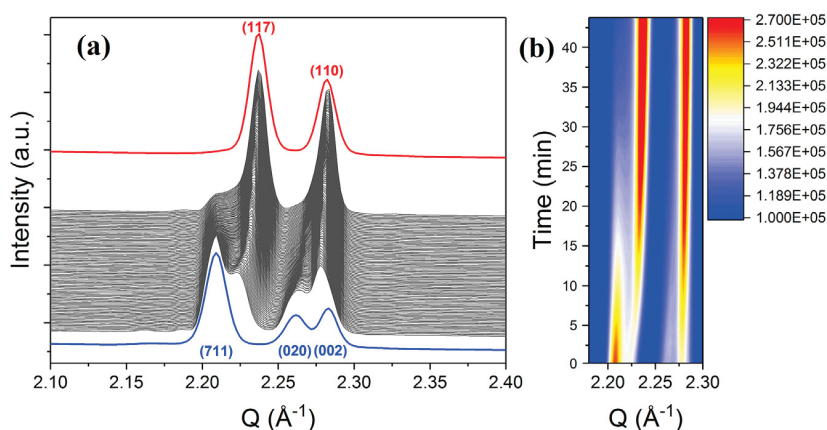 (a)
(117)
(110)
(711)
(020)
(002)
Intensity (a.u.)
2.10
2.15
2.20
2.25
2.30
2.35
2.40
Q (Å-1)
(b)
40
35
30
25
20
15
10
5
0
Time (min)
2.20
2.25
2.30
Q (Å-1)
2.700E+05
2.511E+05
2.322E+05
2.133E+05
1.944E+05
1.756E+05
1.567E+05
1.378E+05
1.189E+05
1.000E+05